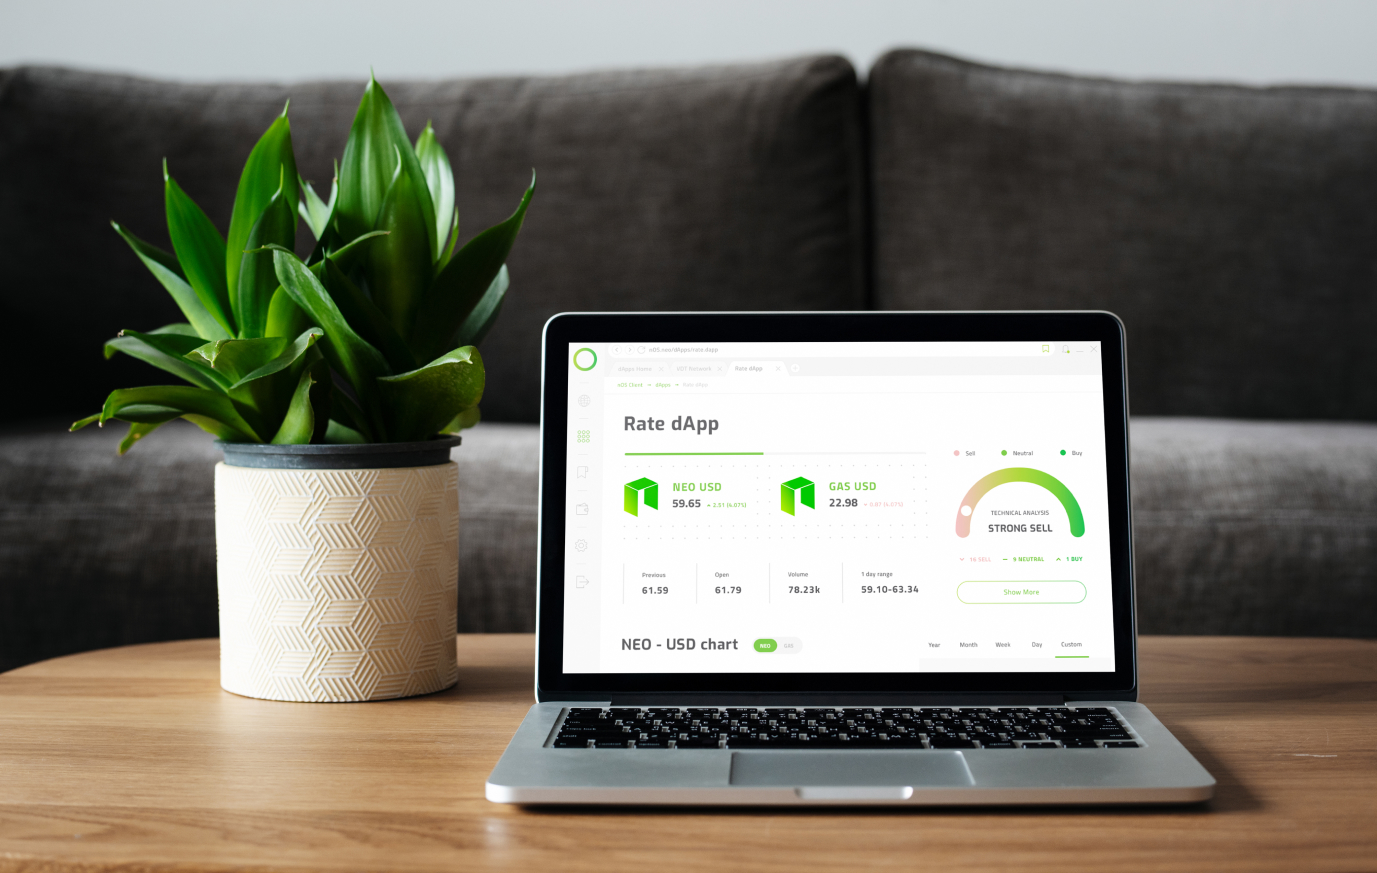 nOS.neo/dApps/rate.dapp
dApps Home
EDT Network
Rate dApp
nOS Client → dApps → Rate dApp
Rate dApp
NEO USD
59.65
2.51 (4.07%)
GAS USD
22.98
0.87 (4.07%)
Sell
Neutral
Buy
TECHNICAL ANALYSIS
STRONG SELL
16 SELL
9 NEUTRAL
1 BUY
Show More
Previous
61.59
Open
61.79
Volume
78.23k
1 day range
59.10-63.34
NEO - USD chart
NEO
GAS
Year
Month
Week
Day
Custom